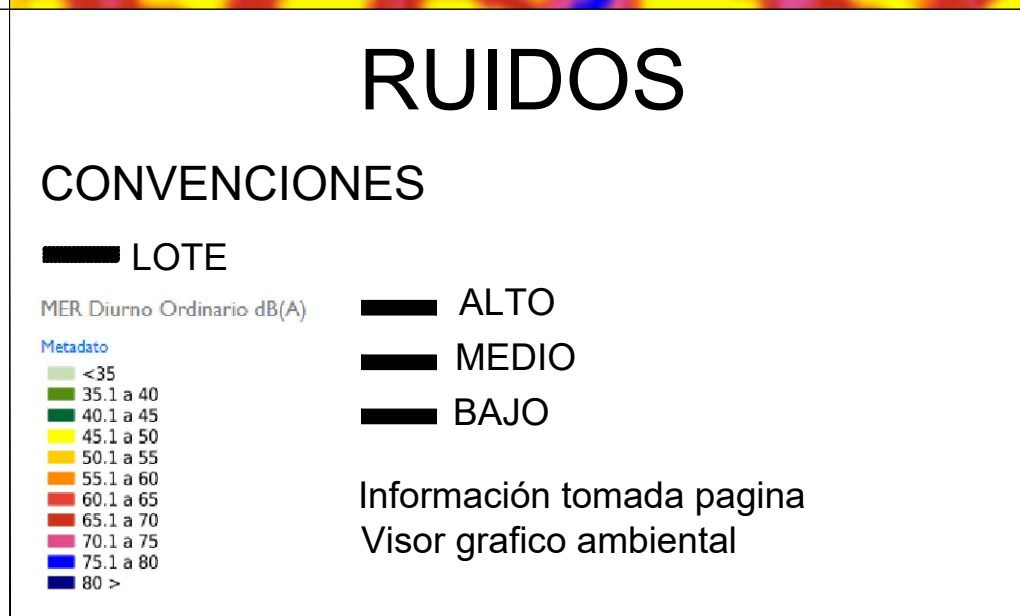 RUIDOS
CONVENCIONES
LOTE
MER Diurno Ordinario dB(A)
Metadato
<35
35.1 a 40
40.1 a 45
45.1 a 50
50.1 a 55
55.1 a 60
60.1 a 65
65.1 a 70
70.1 a 75
75.1 a 80
80 >
ALTO
MEDIO
BAJO
Información tomada pagina
Visor grafico ambiental